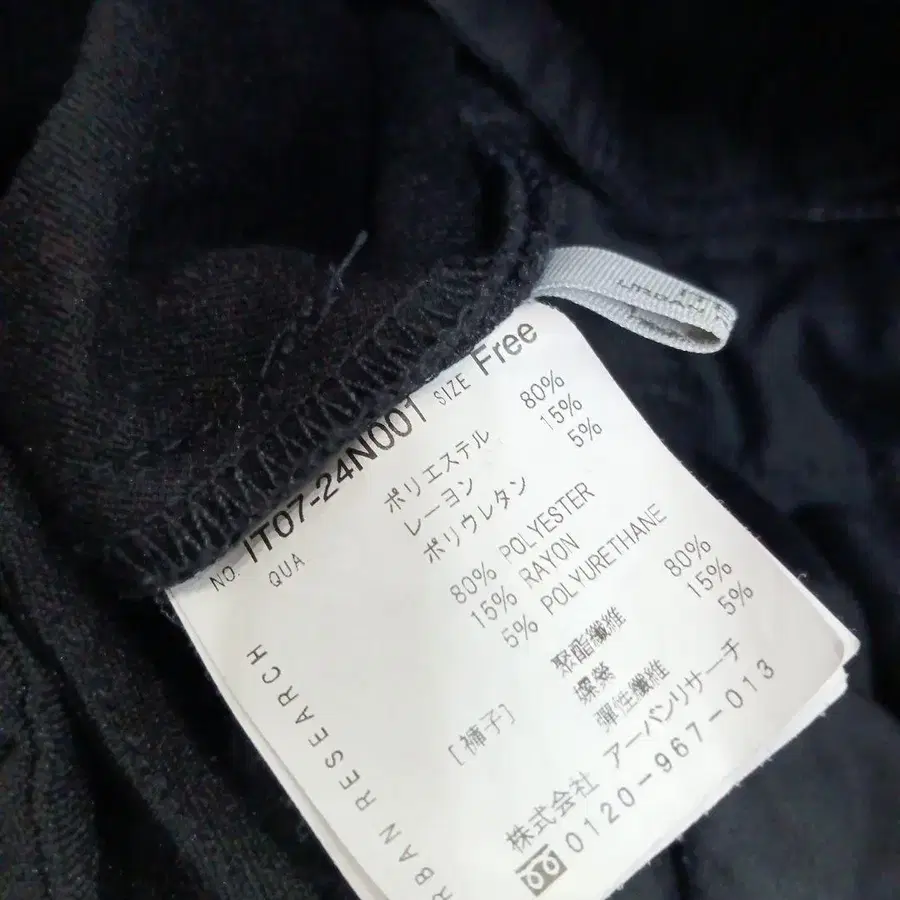 NO. IT07-24N001 SIZE Free
QUA
ポリエステル 80%
レーヨン 15%
ポリウレタン 5%
80% POLYESTER
15% RAYON
5% POLYURETHANE
聚酯纖維 80%
嫘縈 15%
彈性纖維 5%
[褲子]
株式会社 アーバンリサーチ
0120-967-013
RESEARCH